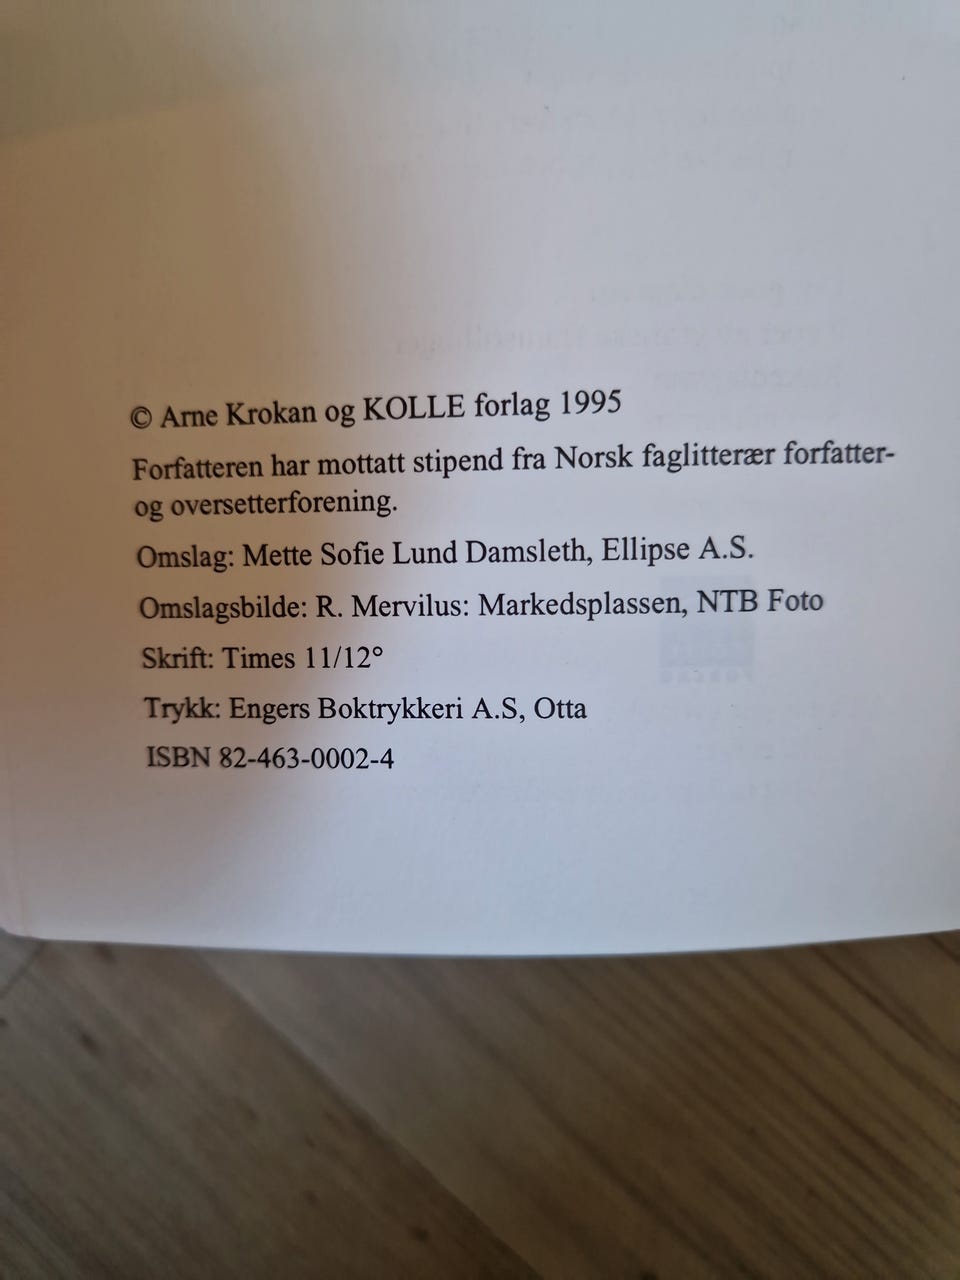 © Arne Krokan og KOLLE forlag 1995
Forfatteren har mottatt stipend fra Norsk faglitterær forfatter-
og oversetterforening.
Omslag: Mette Sofie Lund Damsleth, Ellipse A.S.
Omslagsbilde: R. Mervilus: Markedsplassen, NTB Foto
Skrift: Times 11/12°
Trykk: Engers Boktrykkeri A.S, Otta
ISBN 82-463-0002-4